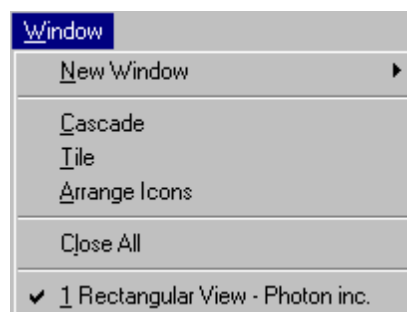 Window
New Window
Cascade
Tile
Arrange Icons
Close All
1 Rectangular View - Photon inc.